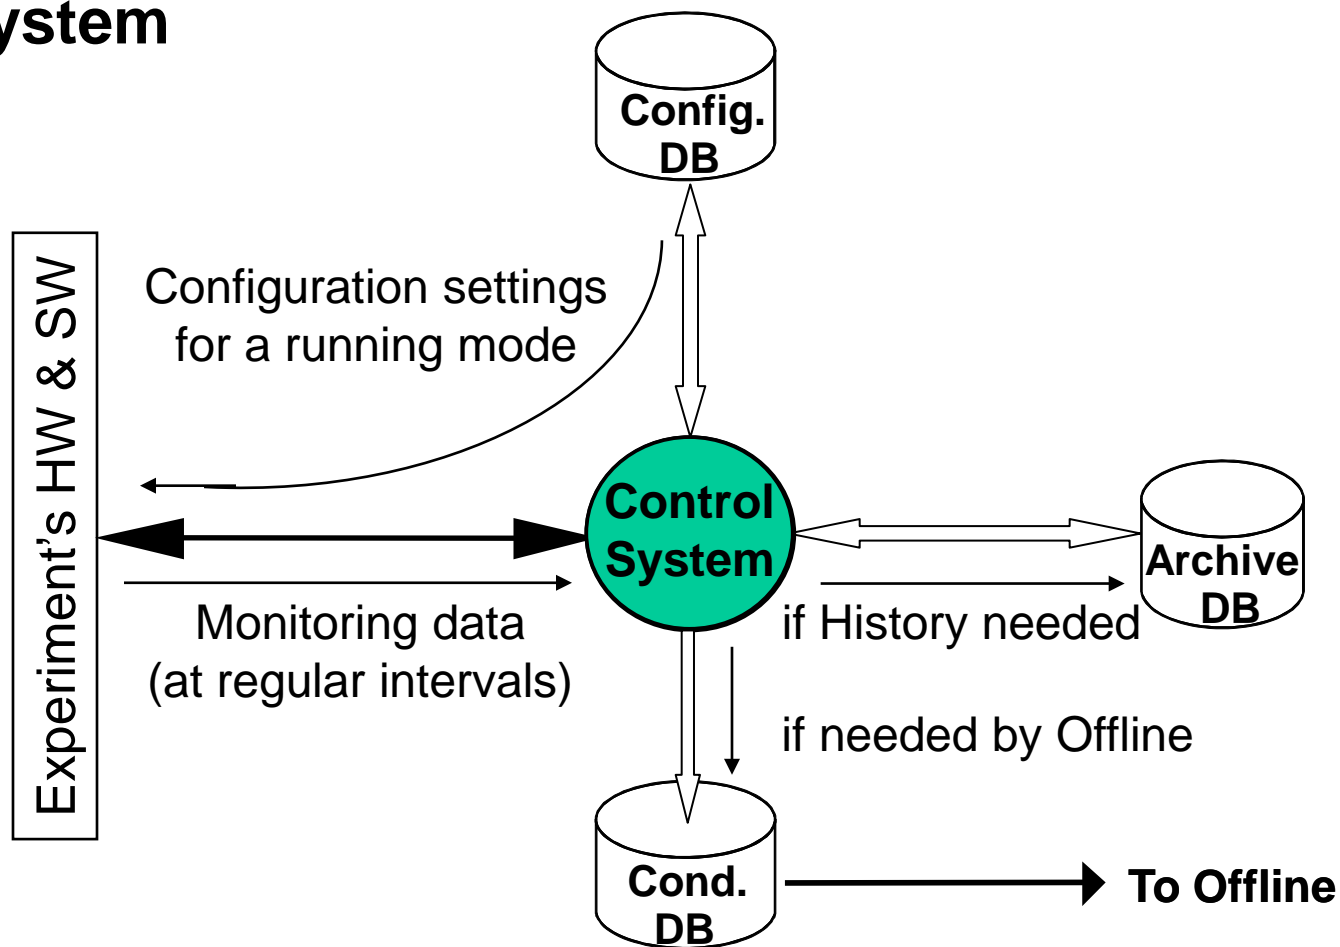 ystem
Config.
DB
Configuration settings
for a running mode
Experiment's HW & SW
Control
System
Archive
DB
Monitoring data
(at regular intervals)
if History needed
if needed by Offline
Cond.
DB
To Offline